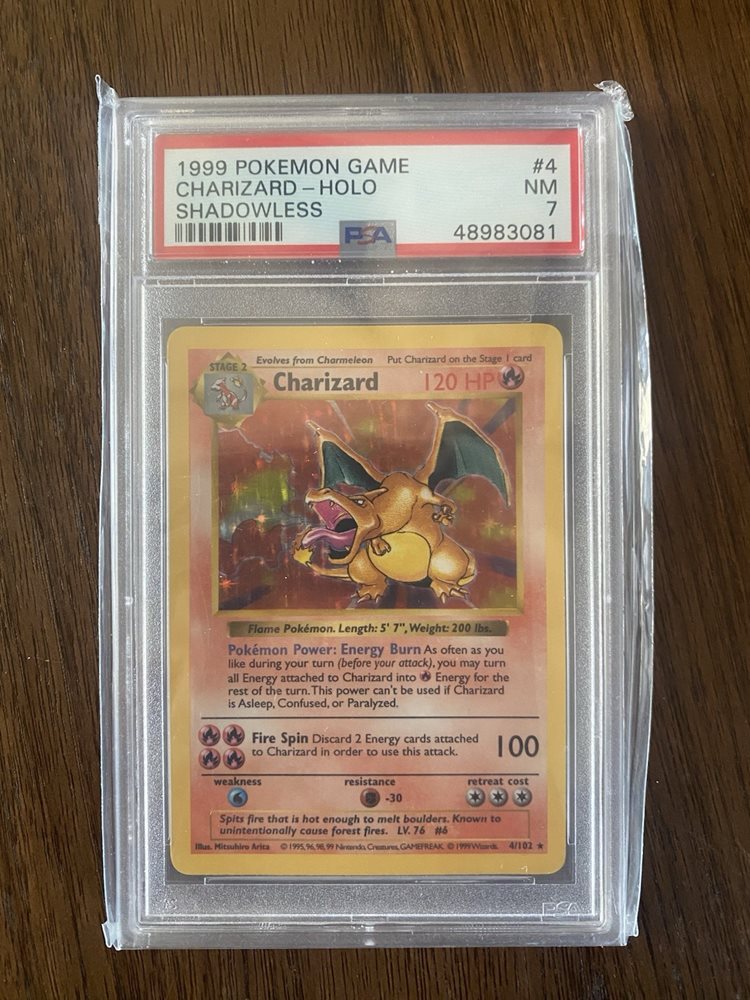 1999 POKEMON GAME #4
CHARIZARD – HOLO NM
SHADOWLESS 7
PSA 48983081
Evolves from Charmeleon Put Charizard on the Stage 1 card
STAGE 2
Charizard 120 HP
Flame Pokémon. Length: 5' 7", Weight: 200 lbs.
Pokémon Power: Energy Burn As often as you
like during your turn (before your attack), you may turn
all Energy attached to Charizard into Energy for the
rest of the turn. This power can't be used if Charizard
is Asleep, Confused, or Paralyzed.
Fire Spin Discard 2 Energy cards attached
to Charizard in order to use this attack. 100
weakness resistance retreat cost
-30
Spits fire that is hot enough to melt boulders. Known to
unintentionally cause forest fires. LV. 76 #6
Illus. Mitsuhiro Arita © 1995, 96, 98, 99 Nintendo, Creatures, GAMEFREAK. © 1999 Wizards. 4/102 ★
PSA